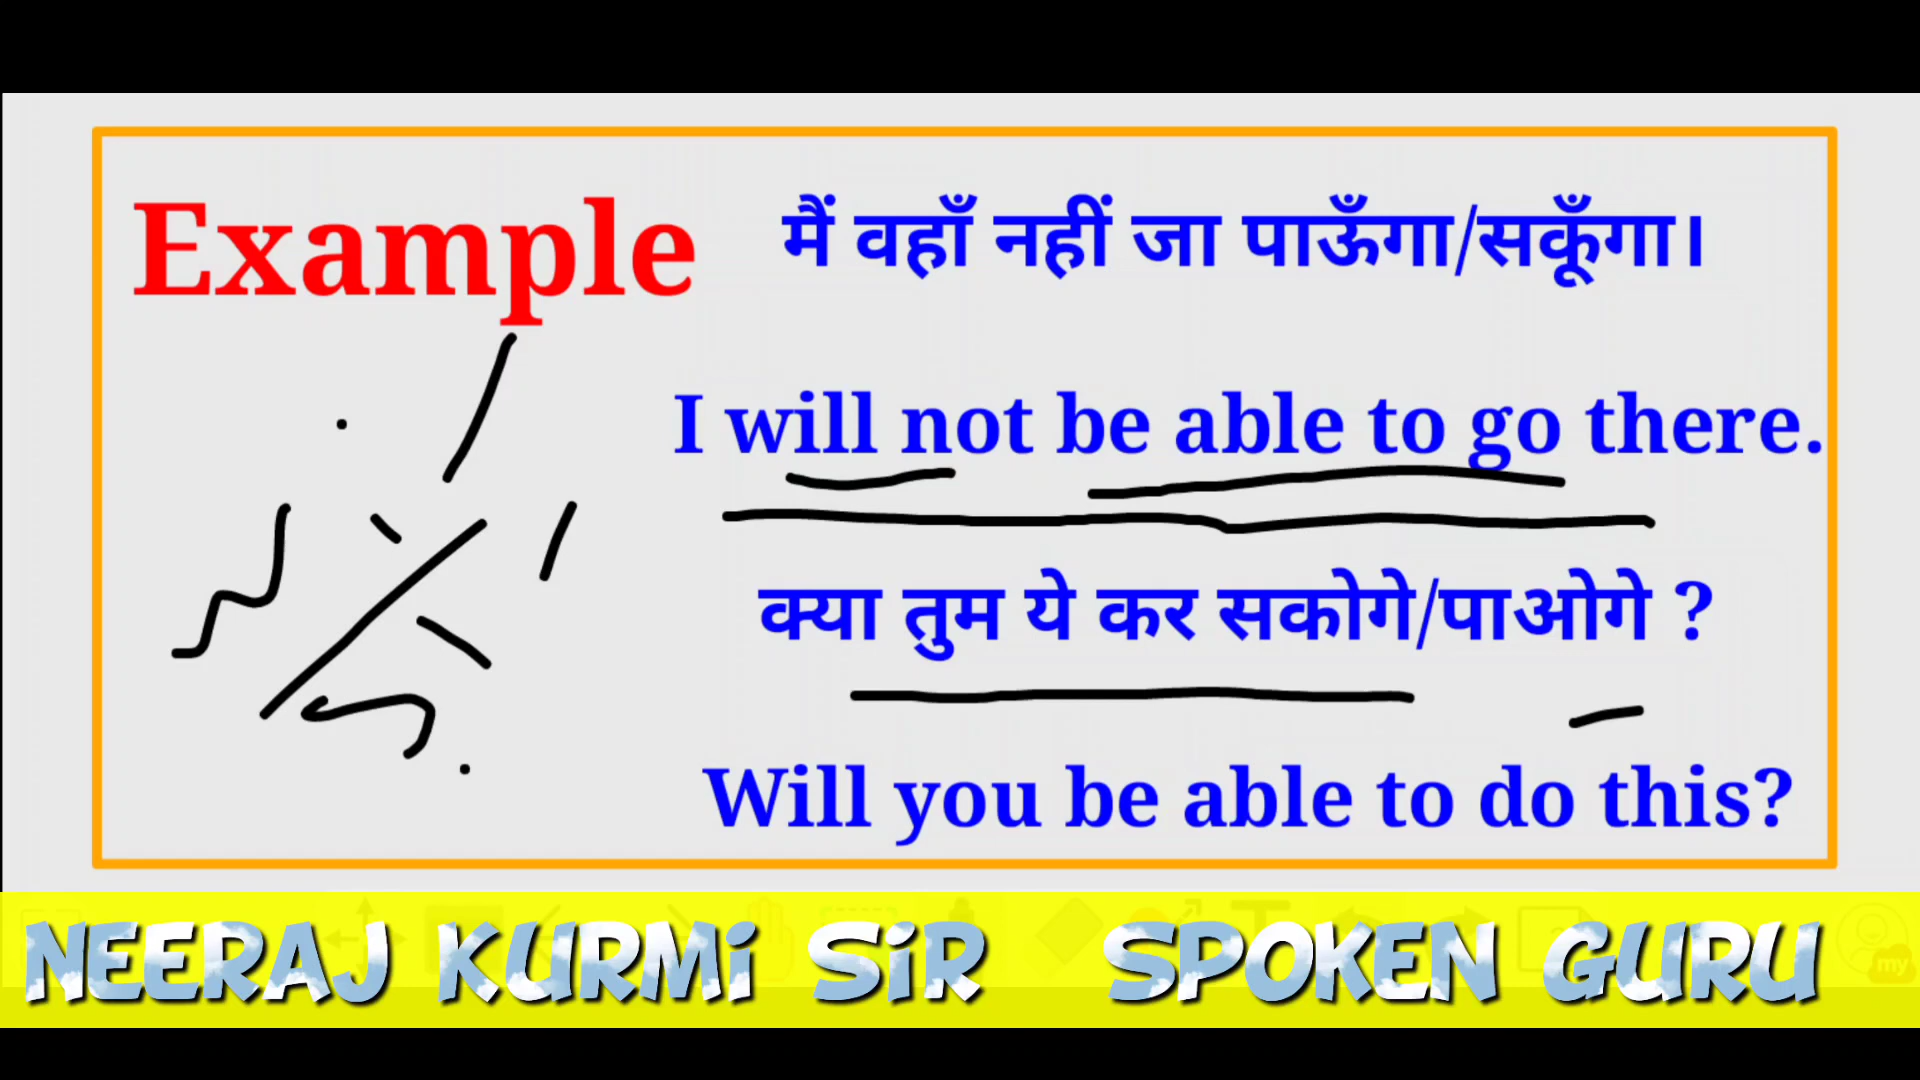 Example
मैं वहाँ नहीं जा पाऊँगा/सकूँगा।
I will not be able to go there.
क्या तुम ये कर सकोगे/पाओगे ?
Will you be able to do this?
NEERAJ KURMi SiR SPOKEN GURU
my